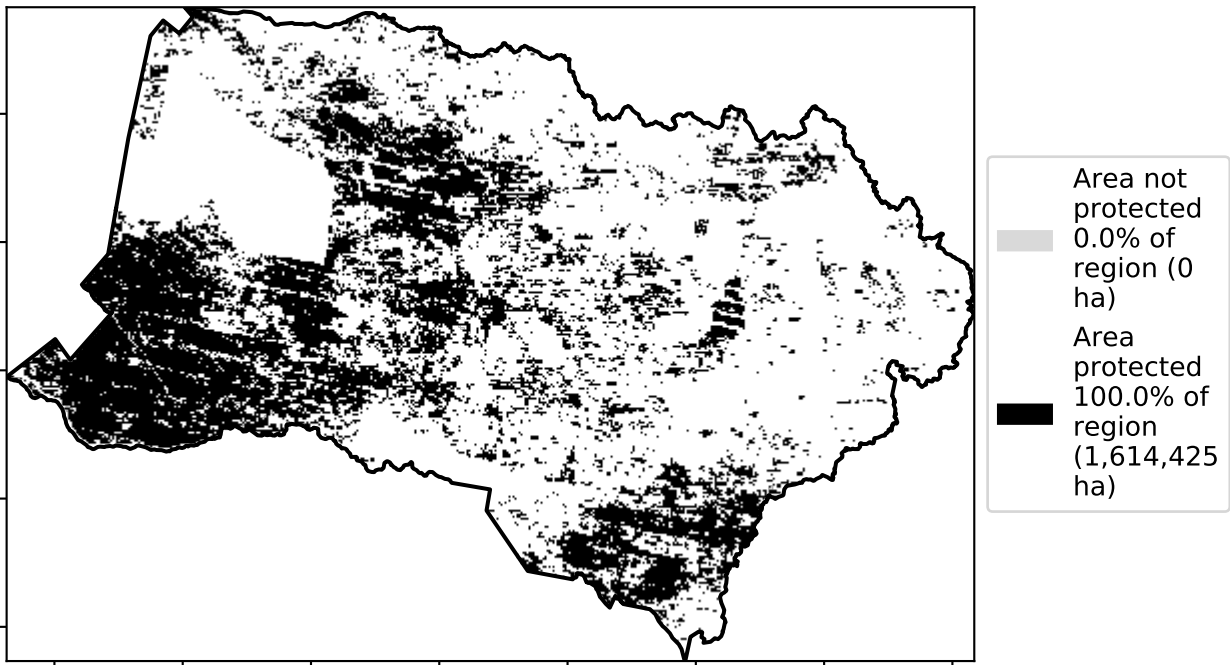 Area not
protected
0.0% of
region (0
ha)
Area
protected
100.0% of
region
(1,614,425
ha)